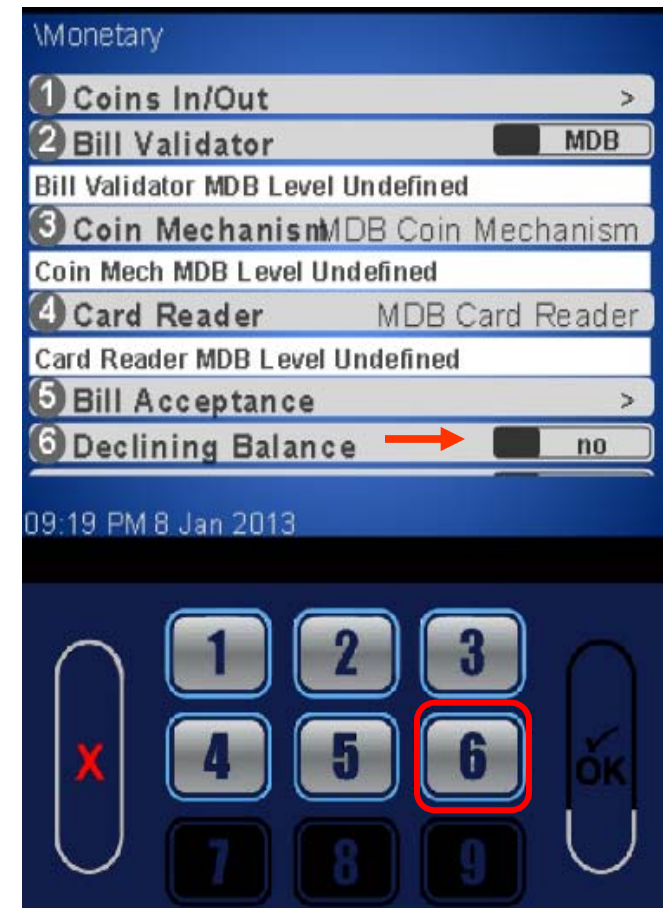 \Monetary
1 Coins In/Out >
2 Bill Validator MDB
Bill Validator MDB Level Undefined
3 Coin Mechanism MDB Coin Mechanism
Coin Mech MDB Level Undefined
4 Card Reader MDB Card Reader
Card Reader MDB Level Undefined
5 Bill Acceptance >
6 Declining Balance no
09:19 PM 8 Jan 2013
1 2 3
X 4 5 6 OK
7 8 9